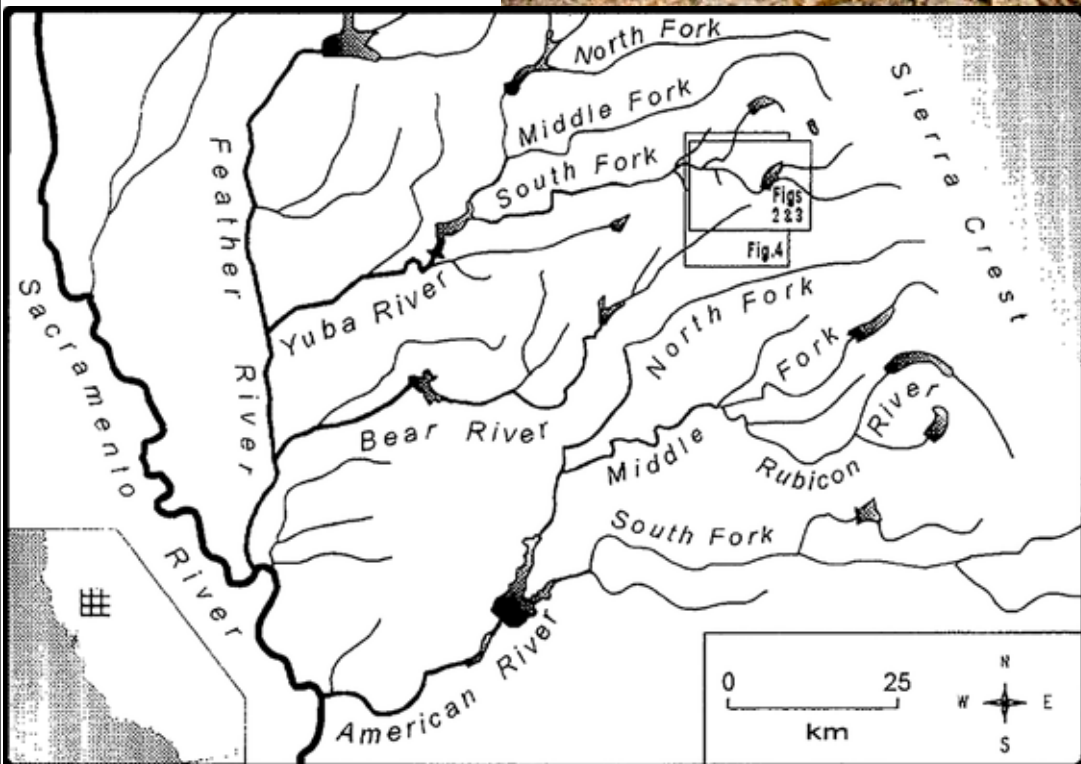 North Fork
Middle Fork
South Fork
Sierra Crest
Feather River
Figs
2 & 3
Fig.4
Yuba River
North Fork
Sacramento River
Bear River
Middle Fork
Rubicon River
South Fork
American River
0 25
km
N
W E
S